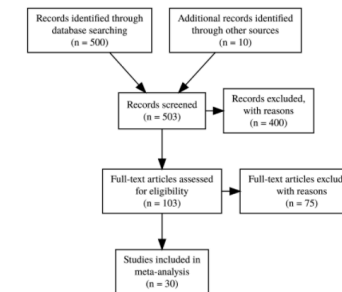 Records identified through
database searching
(n = 500)
Additional records identified
through other sources
(n = 10)
Records screened
(n = 503)
Records excluded,
with reasons
(n = 400)
Full-text articles assessed
for eligibility
(n = 103)
Full-text articles exclud
with reasons
(n = 75)
Studies included in
meta-analysis
(n = 30)